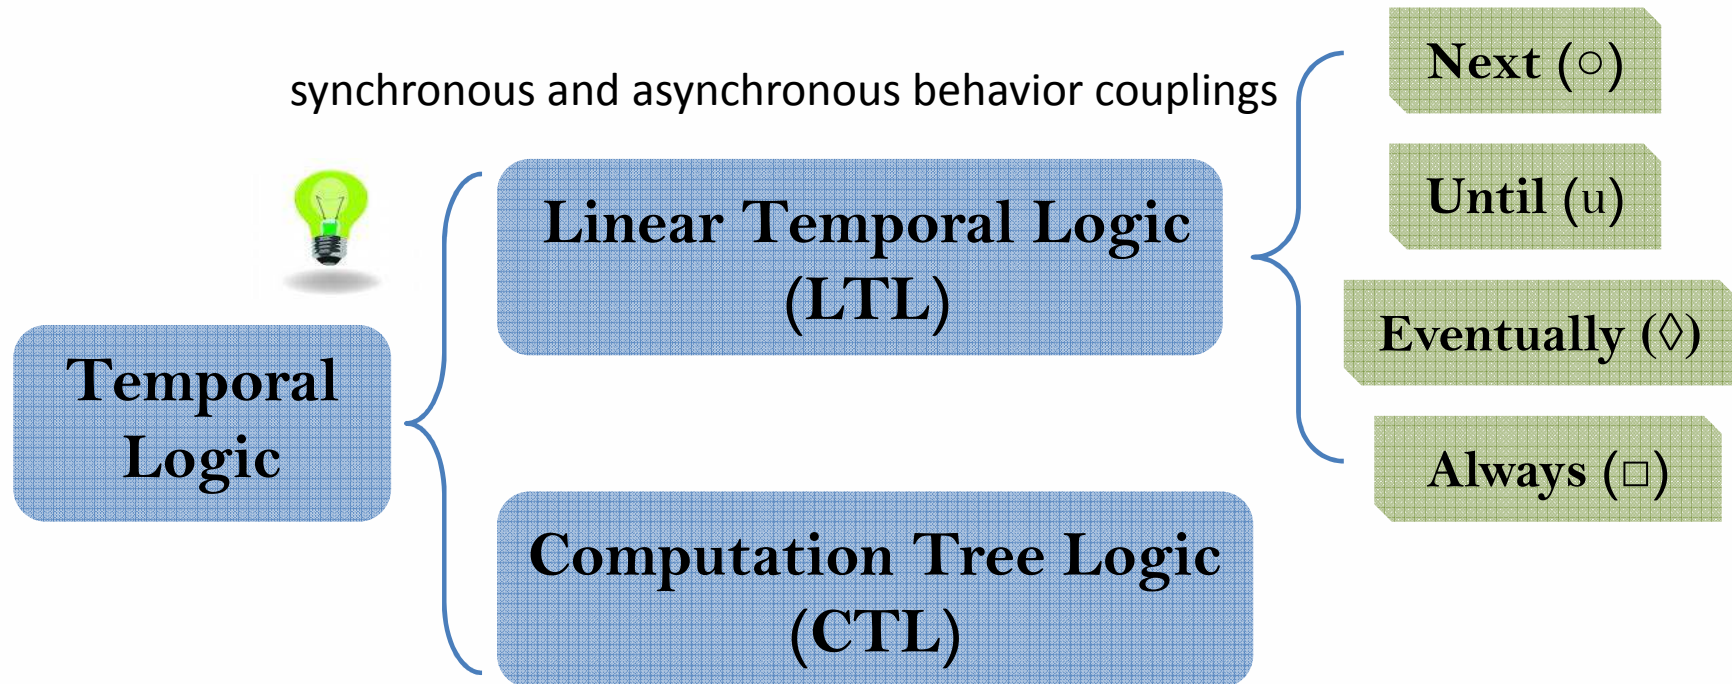 synchronous and asynchronous behavior couplings
Temporal
Logic
Linear Temporal Logic
(LTL)
Computation Tree Logic
(CTL)
Next (○)
Until (u)
Eventually (◊)
Always (□)